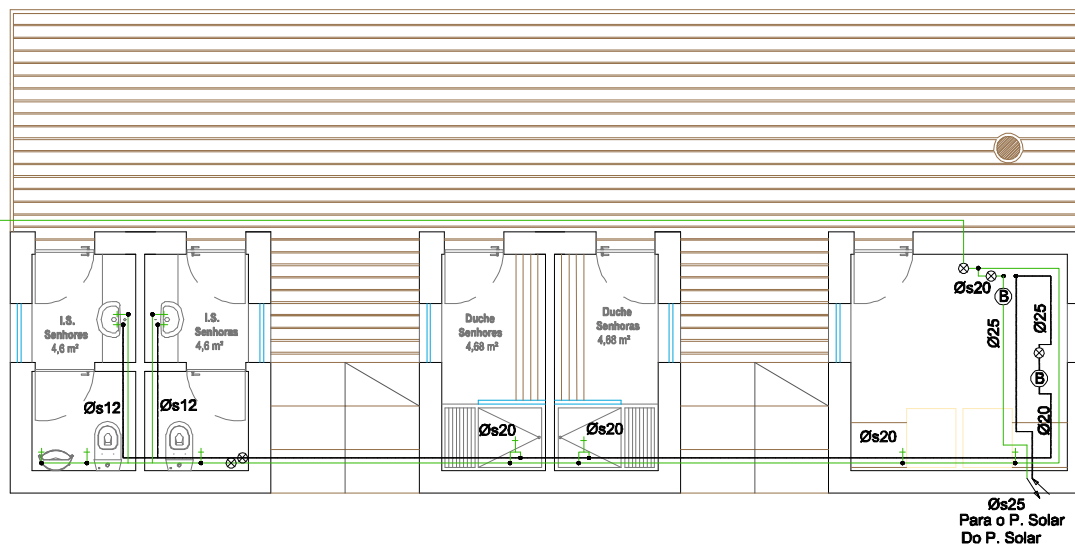 I.S.
Senhores
4,6 m²
I.S.
Senhoras
4,6 m²
Duche
Senhores
4,68 m²
Duche
Senhoras
4,68 m²
Øs20
B
Ø25
Ø25
B
Ø20
Øs12
Øs12
Øs20
Øs20
Øs20
Øs25
Para o P. Solar
Do P. Solar